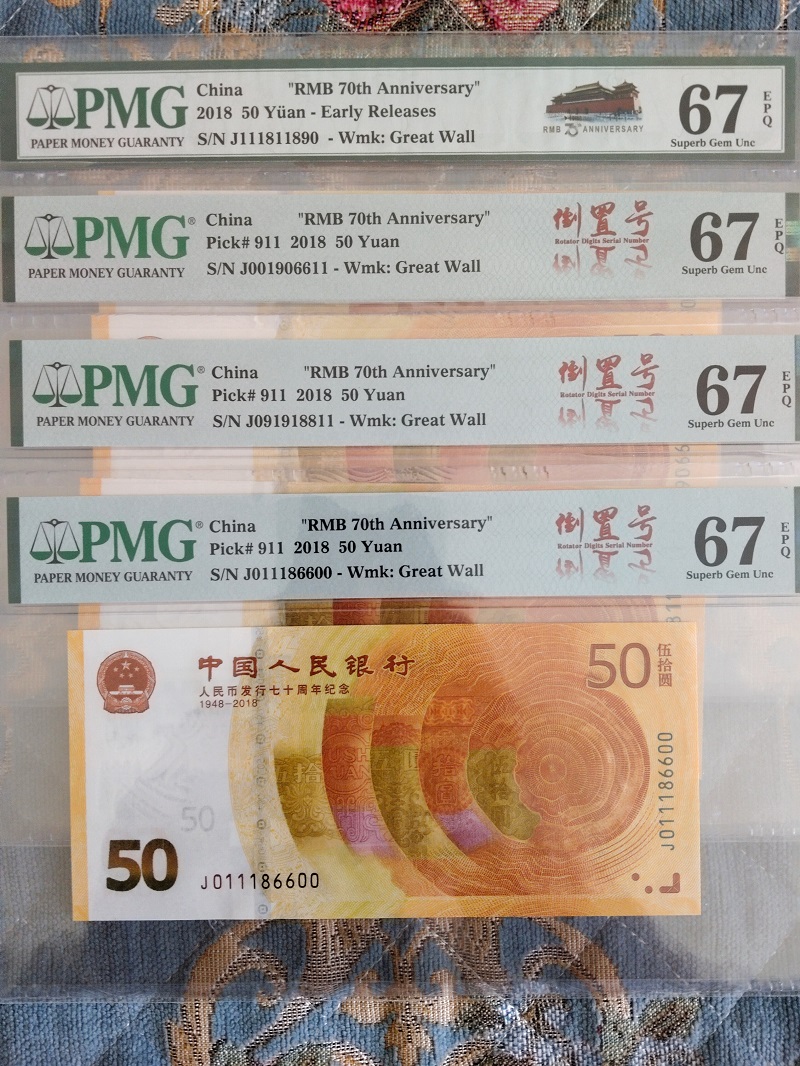 PMG
PAPER MONEY GUARANTY
China "RMB 70th Anniversary"
2018 50 Yüan - Early Releases
S/N J111811890 - Wmk: Great Wall
RMB 70th ANNIVERSARY
67
EPQ
Superb Gem Unc
PMG®
PAPER MONEY GUARANTY
China "RMB 70th Anniversary"
Pick# 911 2018 50 Yuan
S/N J001906611 - Wmk: Great Wall
倒置号
Rotator Digits Serial Number
67
EPQ
Superb Gem Unc
PMG®
PAPER MONEY GUARANTY
China "RMB 70th Anniversary"
Pick# 911 2018 50 Yuan
S/N J091918811 - Wmk: Great Wall
倒置号
Rotator Digits Serial Number
67
EPQ
Superb Gem Unc
PMG®
PAPER MONEY GUARANTY
China "RMB 70th Anniversary"
Pick# 911 2018 50 Yuan
S/N J011186600 - Wmk: Great Wall
倒置号
Rotator Digits Serial Number
67
EPQ
Superb Gem Unc
中国人民银行
人民币发行七十周年纪念
1948-2018
50
伍拾圆
J011186600
50
50
J011186600